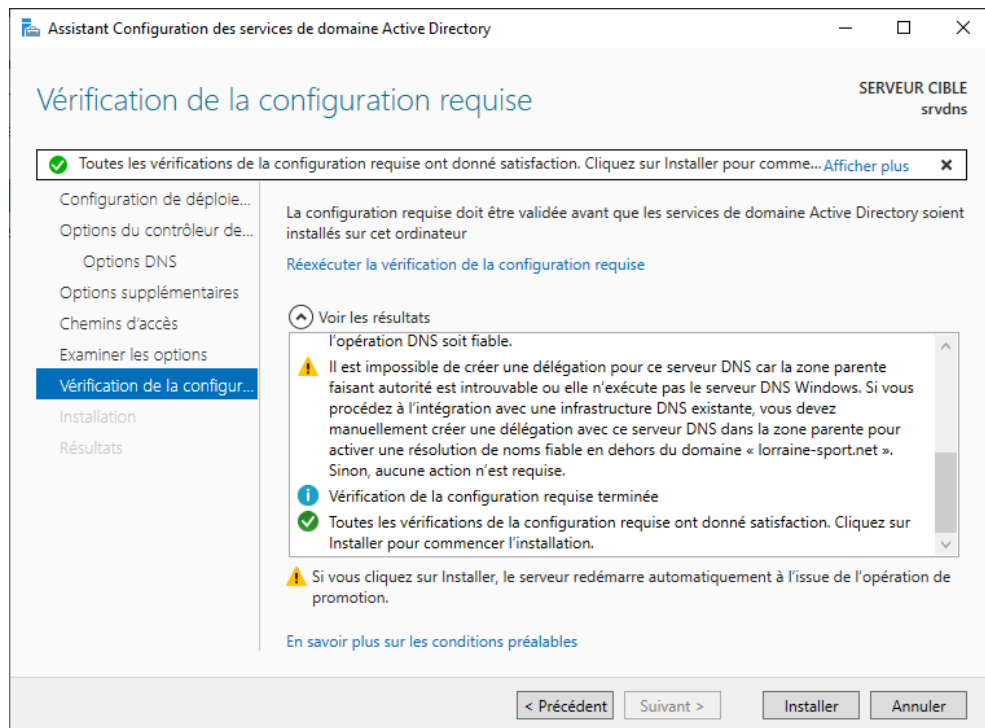 Assistant Configuration des services de domaine Active Directory
Vérification de la configuration requise
SERVEUR CIBLE
srvdns
Toutes les vérifications de la configuration requise ont donné satisfaction. Cliquez sur Installer pour comme... Afficher plus
Configuration de déploie...
Options du contrôleur de...
Options DNS
Options supplémentaires
Chemins d'accès
Examiner les options
Vérification de la configur...
Installation
Résultats
La configuration requise doit être validée avant que les services de domaine Active Directory soient
installés sur cet ordinateur
Réexécuter la vérification de la configuration requise
Voir les résultats
l'opération DNS soit fiable.
Il est impossible de créer une délégation pour ce serveur DNS car la zone parente
faisant autorité est introuvable ou elle n'exécute pas le serveur DNS Windows. Si vous
procédez à l'intégration avec une infrastructure DNS existante, vous devez
manuellement créer une délégation avec ce serveur DNS dans la zone parente pour
activer une résolution de noms fiable en dehors du domaine « lorraine-sport.net ».
Sinon, aucune action n'est requise.
Vérification de la configuration requise terminée
Toutes les vérifications de la configuration requise ont donné satisfaction. Cliquez sur
Installer pour commencer l'installation.
Si vous cliquez sur Installer, le serveur redémarre automatiquement à l'issue de l'opération de
promotion.
En savoir plus sur les conditions préalables
< Précédent
Suivant >
Installer
Annuler